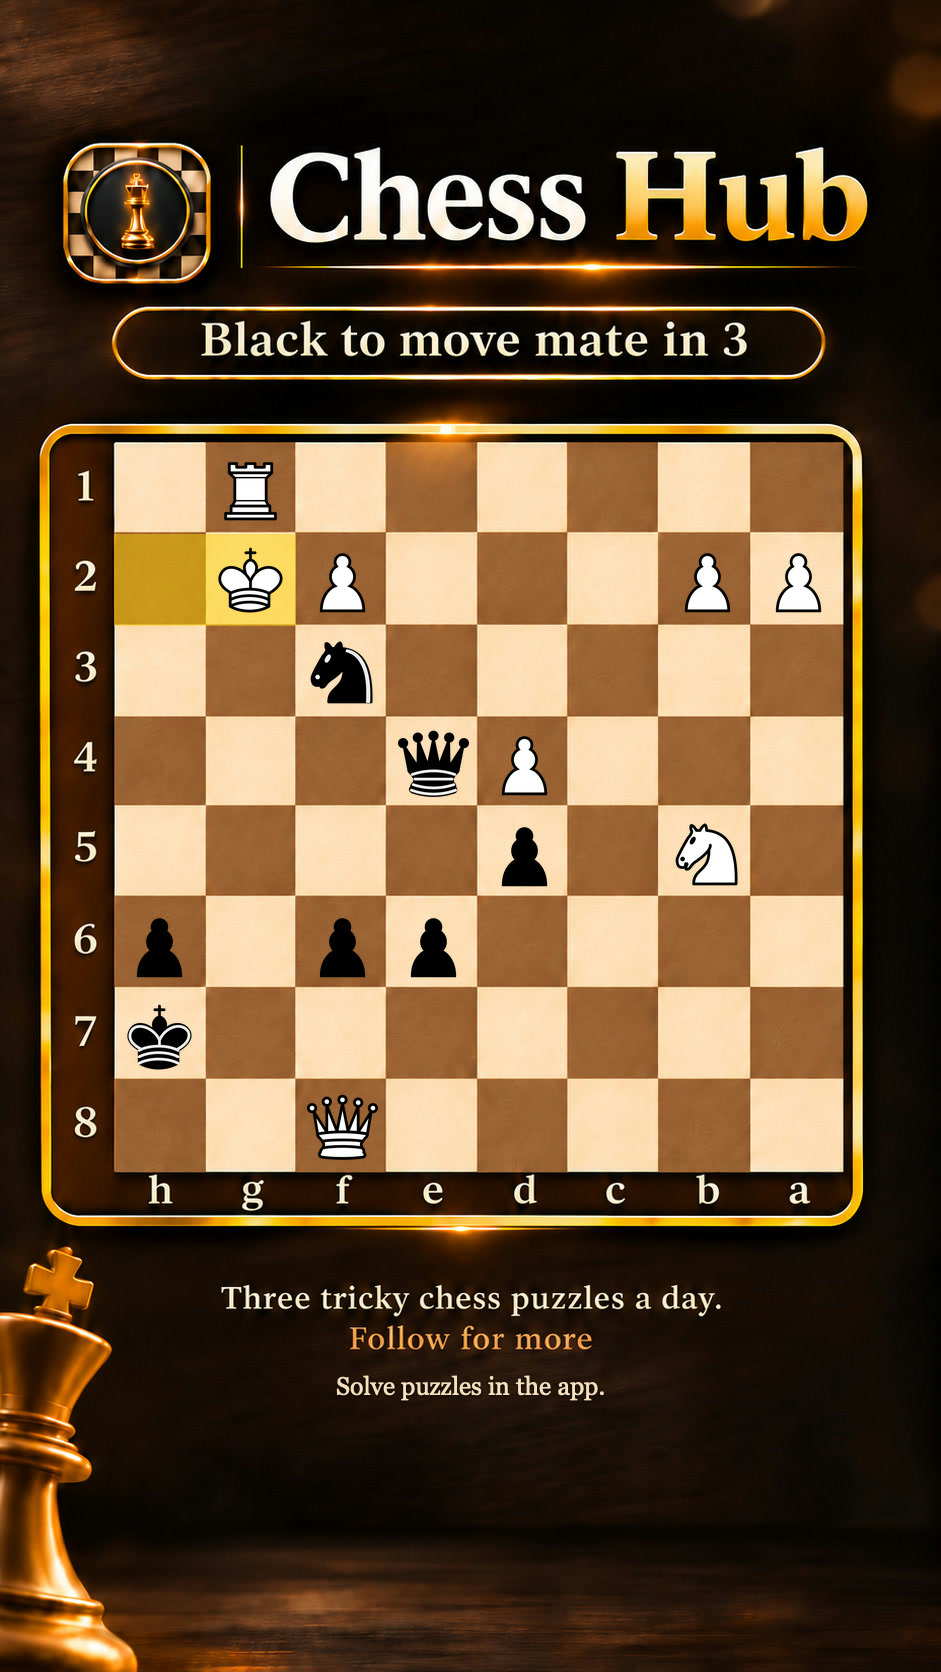 Chess Hub
Black to move mate in 3
1
2
3
4
5
6
7
8
h g f e d c b a
Three tricky chess puzzles a day.
Follow for more
Solve puzzles in the app.